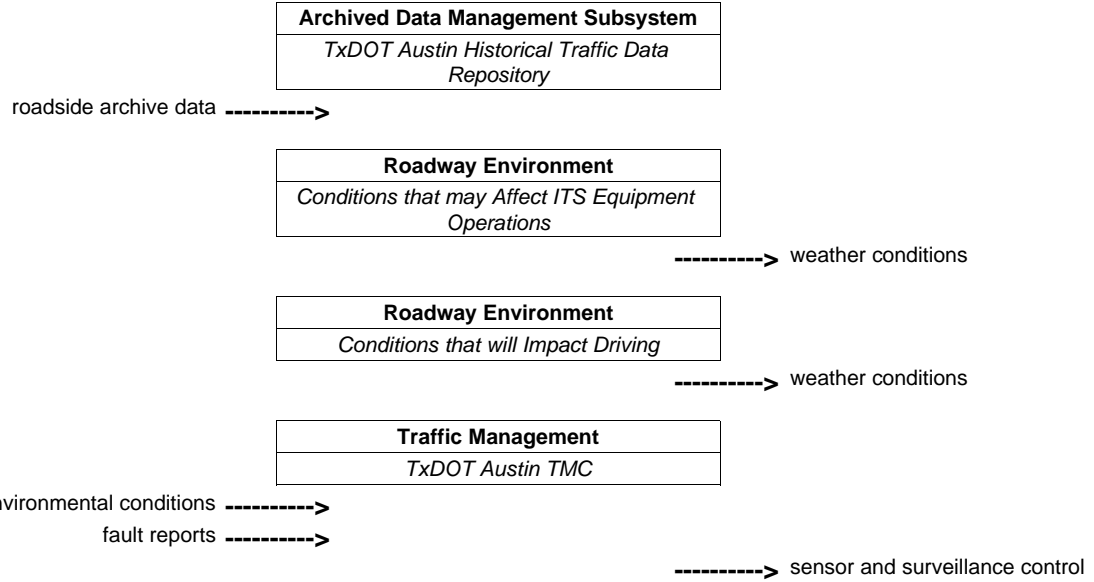 Archived Data Management Subsystem
TxDOT Austin Historical Traffic Data
Repository
roadside archive data ---------->
Roadway Environment
Conditions that may Affect ITS Equipment
Operations
----------> weather conditions
Roadway Environment
Conditions that will Impact Driving
----------> weather conditions
Traffic Management
TxDOT Austin TMC
nvironmental conditions ---------->
fault reports ---------->
----------> sensor and surveillance control